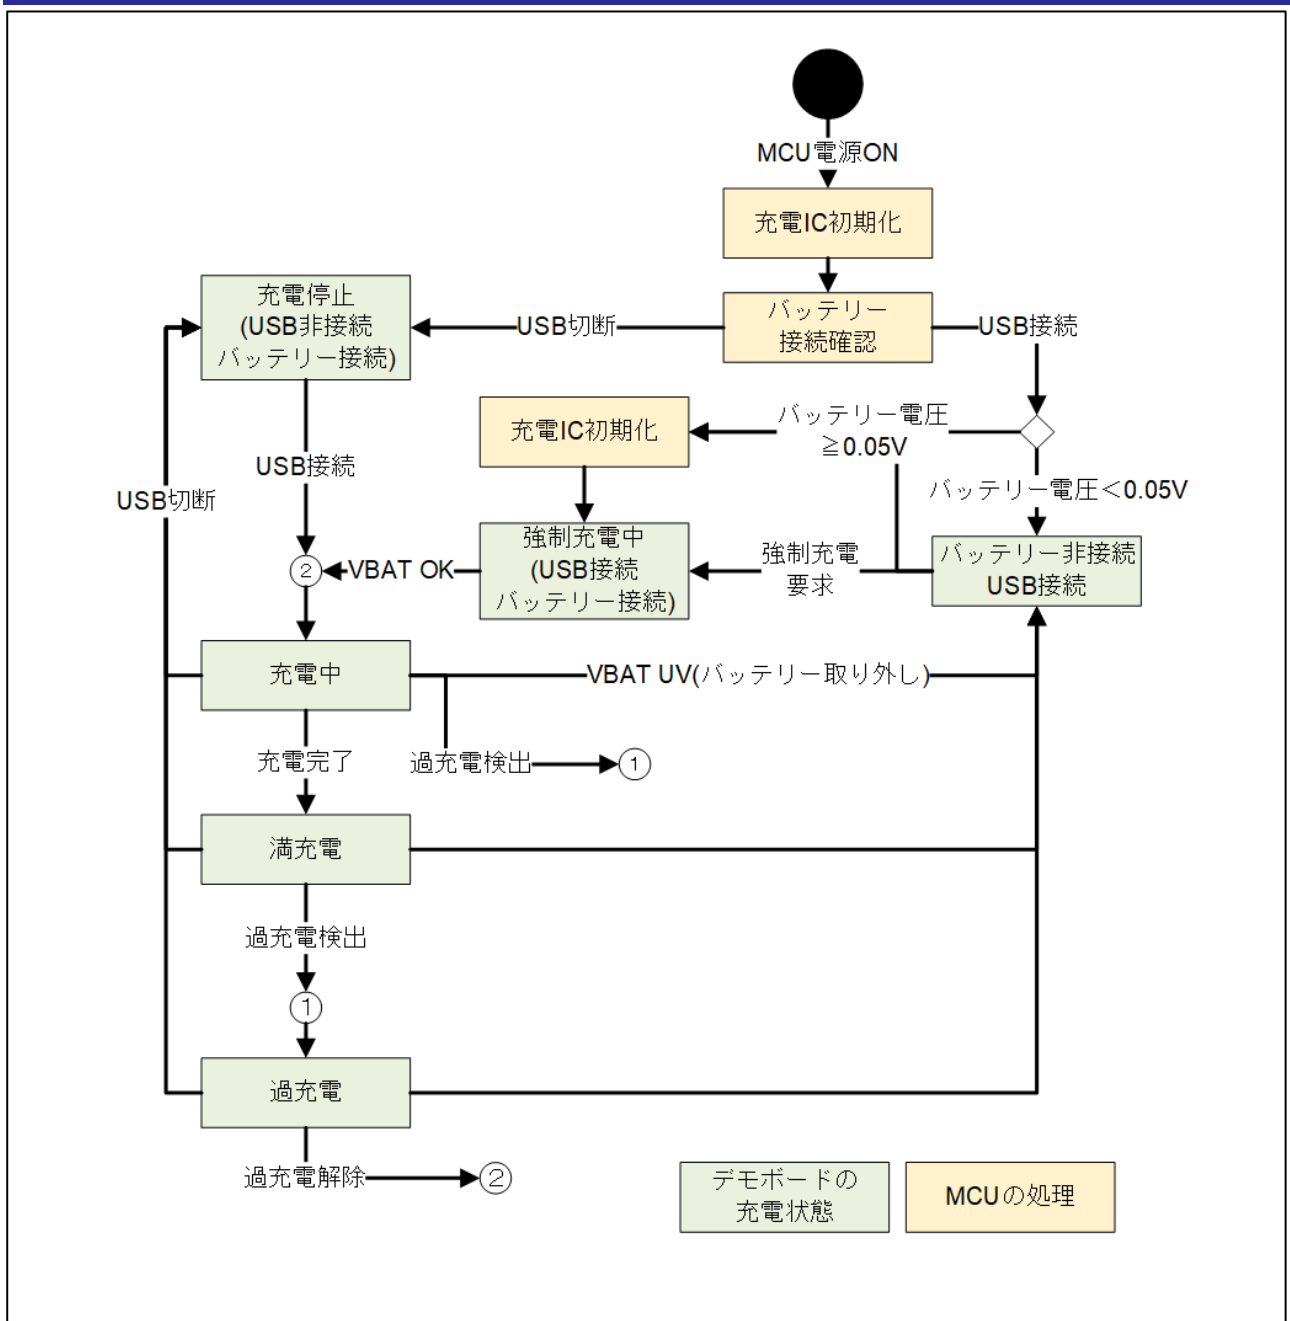 MCU電源ON
充電IC初期化
バッテリー
接続確認
USB切断
USB接続
充電停止
(USB非接続
バッテリー接続)
バッテリー電圧
≧0.05V
充電IC初期化
USB接続
バッテリー電圧＜0.05V
USB切断
強制充電中
(USB接続
バッテリー接続)
強制充電
要求
バッテリー非接続
USB接続
②
VBAT OK
充電中
VBAT UV(バッテリー取り外し)
充電完了
過充電検出
①
満充電
過充電検出
①
過充電
過充電解除
②
デモボードの
充電状態
MCUの処理